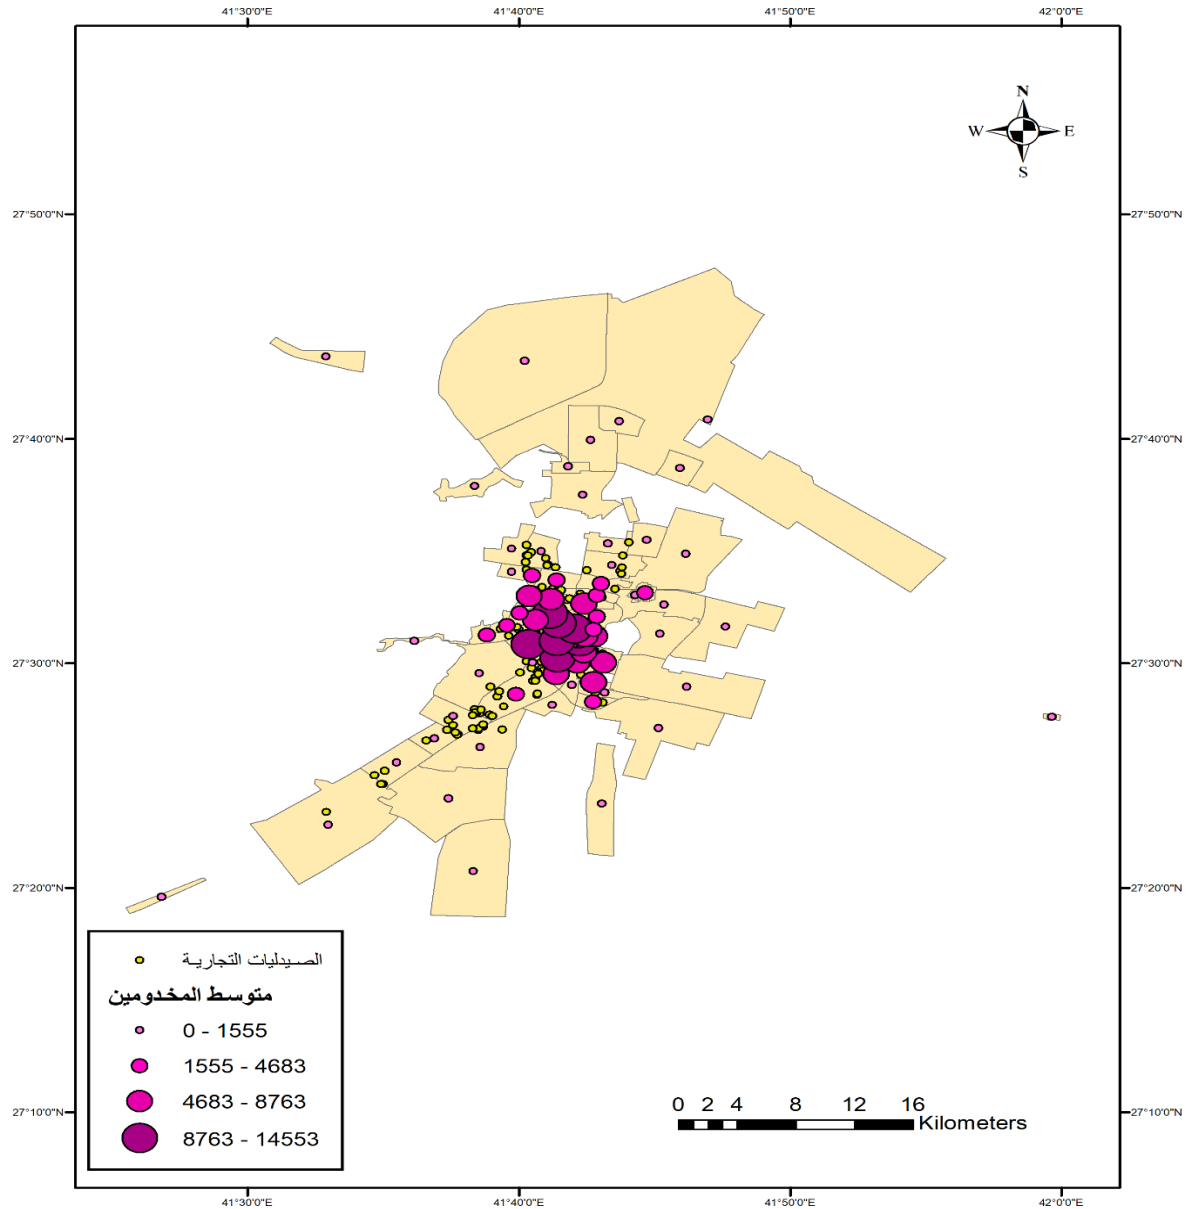 41°30'0"E 41°40'0"E 41°50'0"E 42°0'0"E
N
W E
S
27°50'0"N 27°50'0"N
27°40'0"N 27°40'0"N
27°30'0"N 27°30'0"N
27°20'0"N 27°20'0"N
27°10'0"N 27°10'0"N
الصيدليات التجارية
متوسط المخدومين
0 - 1555
1555 - 4683
4683 - 8763
8763 - 14553
0 2 4 8 12 16
Kilometers
41°30'0"E 41°40'0"E 41°50'0"E 42°0'0"E